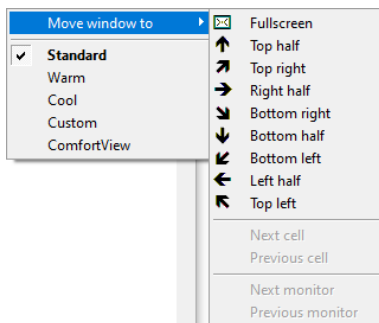 Move window to
Standard
Warm
Cool
Custom
ComfortView
Fullscreen
Top half
Top right
Right half
Bottom right
Bottom half
Bottom left
Left half
Top left
Next cell
Previous cell
Next monitor
Previous monitor